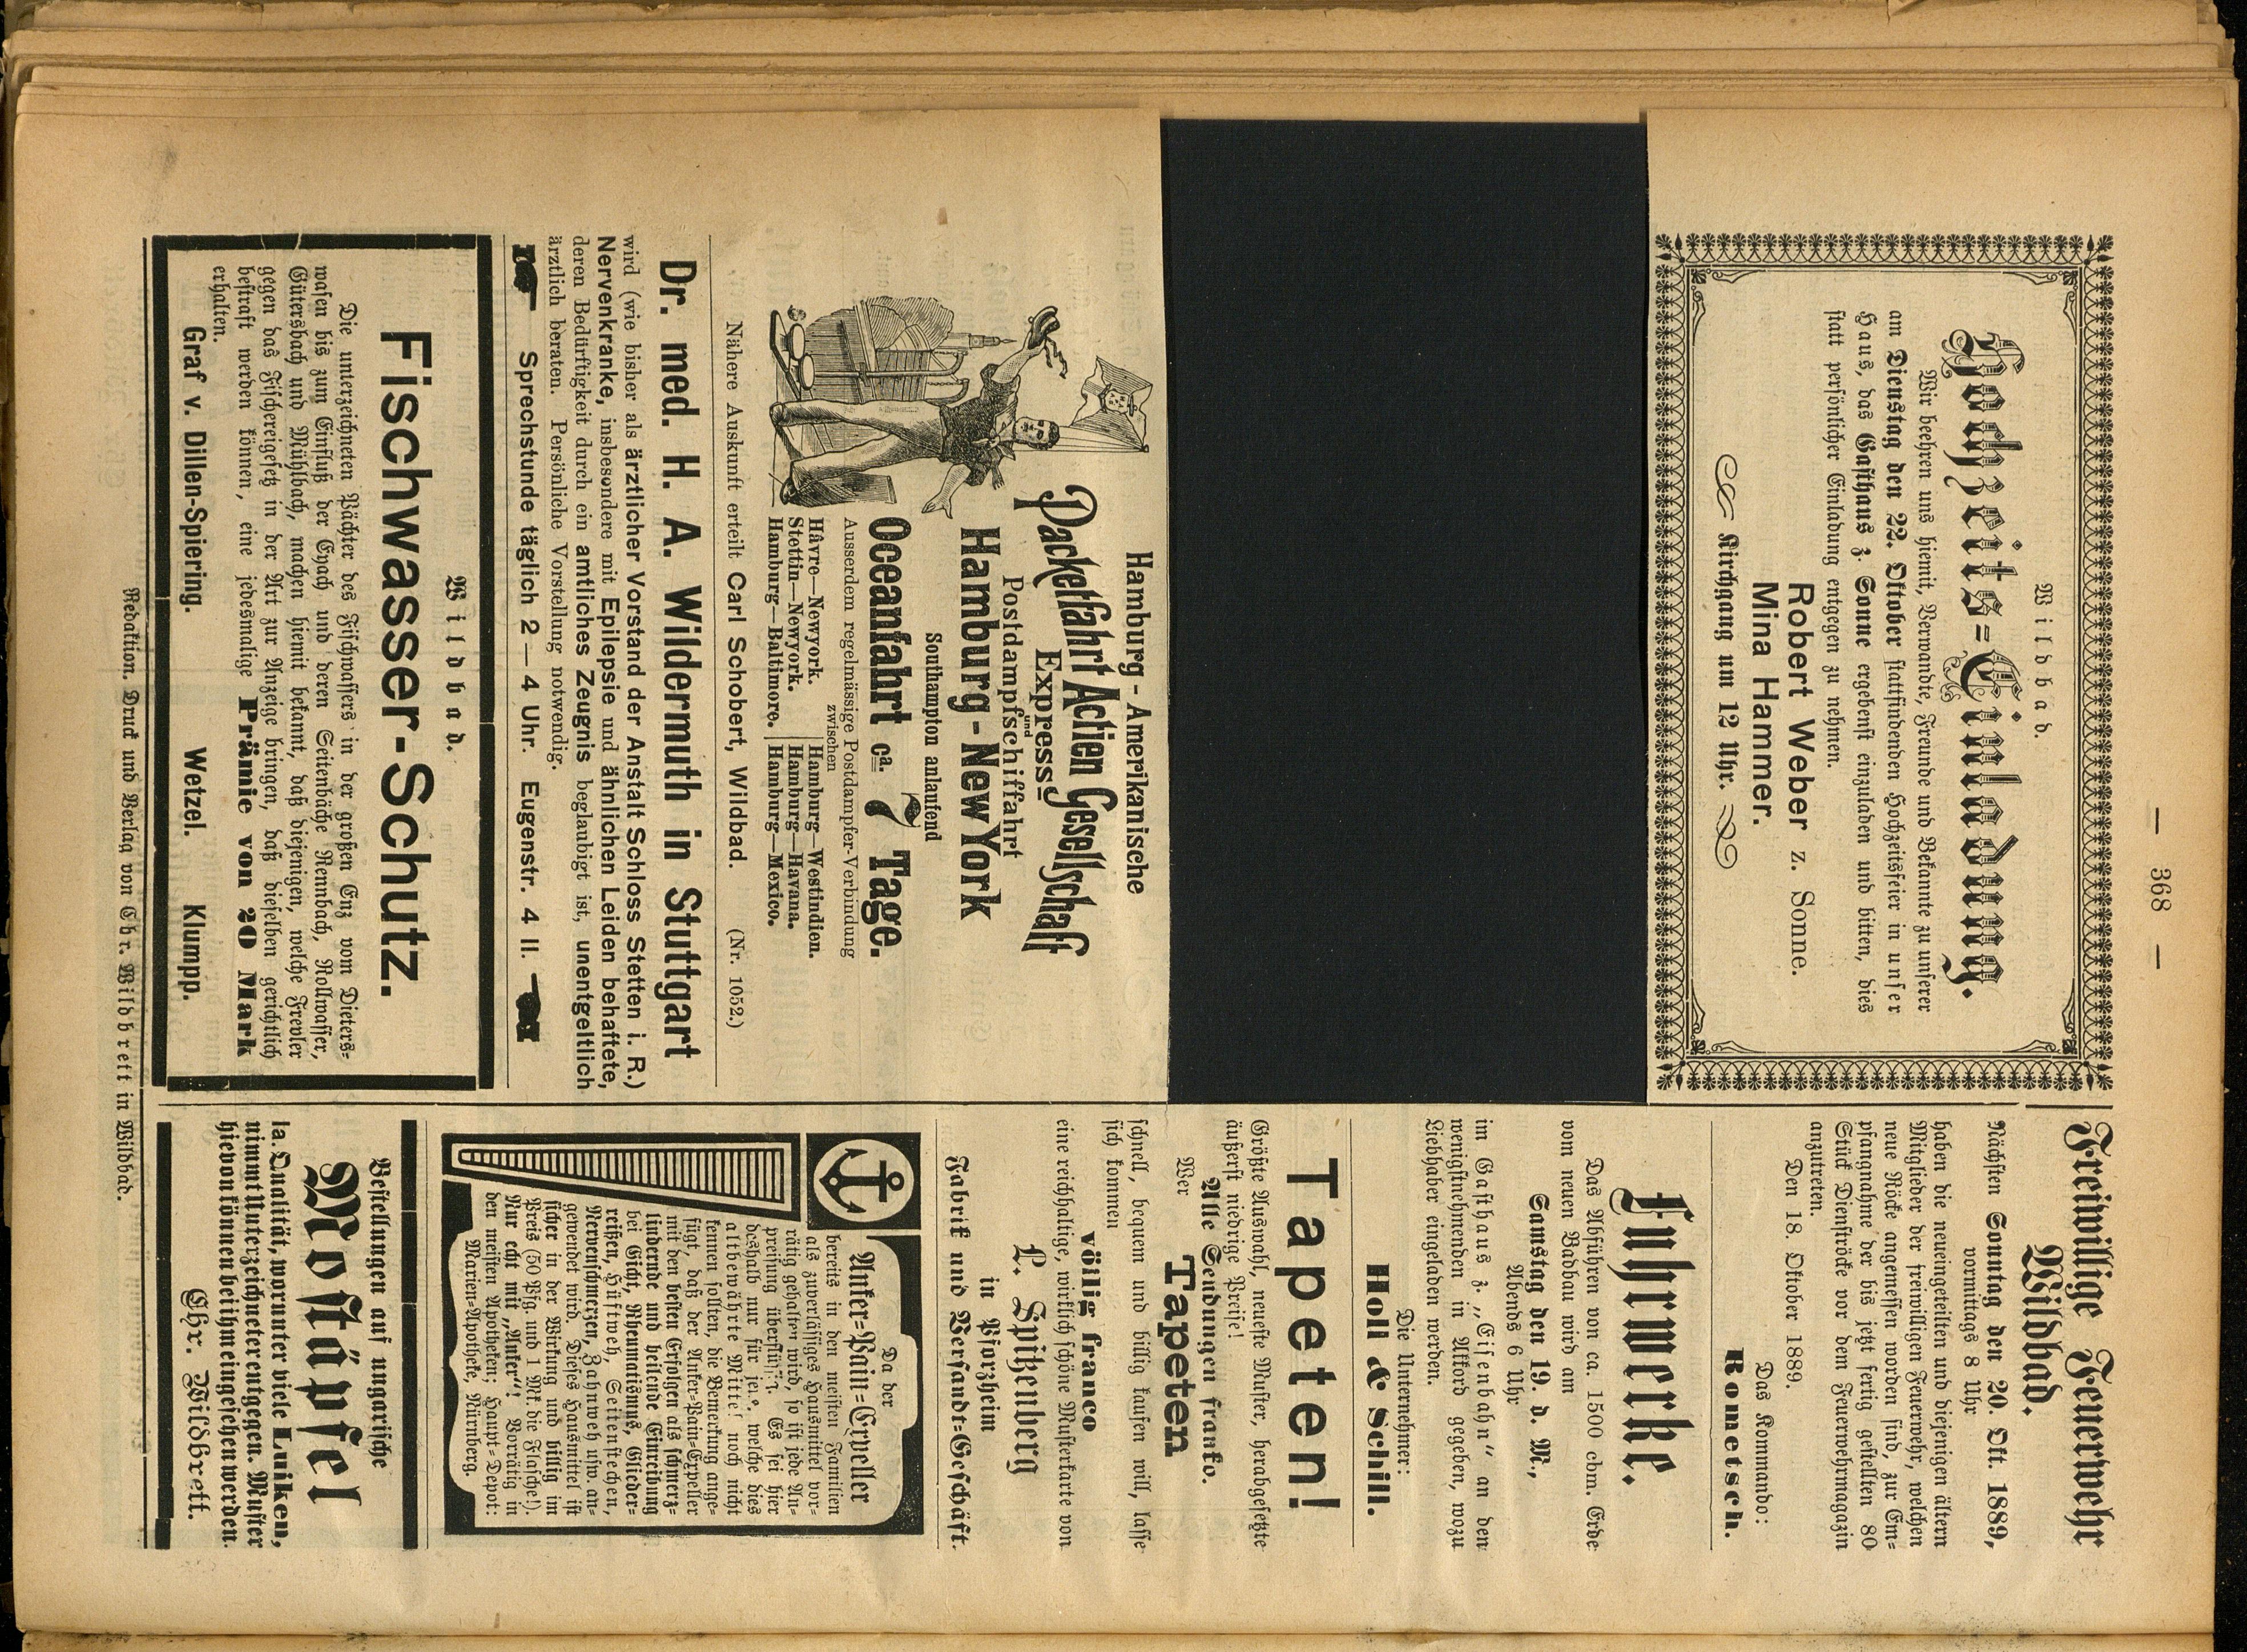 — 368 —
Wildbad.
Hochzeits-Einladung.
Wir beehren uns hiemit, Verwandte, Freunde und Bekannte zu unserer
am Dienstag den 22. Oktober stattfindenden Hochzeitsfeier in unser
Haus, das Gasthaus z. Sonne ergebenst einzuladen und bitten, dies
statt persönlicher Einladung entgegen zu nehmen.
Robert Weber z. Sonne.
Mina Hammer.
Kirchgang um 12 Uhr.
Hamburg-Amerikanische
Packetfahrt Actien Gesellschaft
Express-
und
Postdampfschiffahrt
Hamburg-NewYork
Southampton anlaufend
Oceanfahrt ca. 7 Tage.
Ausserdem regelmässige Postdampfer-Verbindung
zwischen
Hâvre—Newyork. Hamburg—Westindien.
Stettin—Newyork. Hamburg—Havana.
Hamburg—Baltimore. Hamburg—Mexico.
Nähere Auskunft erteilt Carl Schobert, Wildbad. (Nr. 1052.)
Dr. med. H. A. Wildermuth in Stuttgart
wird (wie bisher als ärztlicher Vorstand der Anstalt Schloss Stetten i. R.)
Nervenkranke, insbesondere mit Epilepsie und ähnlichen Leiden behaftete,
deren Bedürftigkeit durch ein amtliches Zeugnis beglaubigt ist, unentgeltlich
ärztlich beraten. Persönliche Vorstellung notwendig.
Sprechstunde täglich 2—4 Uhr. Eugenstr. 4 II.
Wildbad.
Fischwasser-Schutz.
Die unterzeichneten Pächter des Fischwassers in der großen Enz vom Dieters-
wasen bis zum Einfluß der Eyach und deren Seitenbäche Rennbach, Rollwasser,
Gütersbach und Mühlbach, machen hiemit bekannt, daß diejenigen, welche Frevler
gegen das Fischereigesetz in der Art zur Anzeige bringen, daß dieselben gerichtlich
bestraft werden können, eine jedesmalige Prämie von 20 Mark
erhalten.
Graf v. Dillen-Spiering. Wetzel. Klumpp.
Freiwillige Feuerwehr
Wildbad.
Nächsten Sonntag den 20. Okt. 1889,
vormittags 8 Uhr
haben die neueingeteilten und diejenigen ältern
Mitglieder der freiwilligen Feuerwehr, welchen
neue Röcke angemessen worden sind, zur Em-
pfangnahme der bis jetzt fertig gestellten 80
Stück Dienströcke vor dem Feuerwehrmagazin
anzutreten.
Den 18. Oktober 1889.
Das Kommando:
Rometsch.
Fuhrwerke.
Das Abführen von ca. 1500 cbm. Erde
vom neuen Badbau wird am
Samstag den 19. d. M.,
Abends 6 Uhr
im Gasthaus z. „Eisenbahn“ an den
wenigstnehmenden in Akkord gegeben, wozu
Liebhaber eingeladen werden.
Die Unternehmer:
Holl & Schill.
Tapeten!
Größte Auswahl, neueste Muster, herabgesetzte
äußerst niedrige Preise!
Alle Sendungen franko.
Wer Tapeten
schnell, bequem und billig kaufen will, lasse
sich kommen
völlig franco
eine reichhaltige, wirklich schöne Musterkarte von
L. Spitzenberg
in Pforzheim
Fabrik und Versandt-Geschäft.
Da der
Anker-Pain-Expeller
bereits in den meisten Familien
als zuverlässiges Hausmittel vor-
rätig gehalten wird, so ist jede An-
preisung überflüssig. Es sei hier
deshalb nur für jene, welche dies
altbewährte Mittel noch nicht
kennen sollten, die Bemerkung ange-
fügt, daß der Anker-Pain-Expeller
mit den besten Erfolgen als schmerz-
lindernde und heilende Einreibung
bei Gicht, Rheumatismus, Glieder-
reißen, Hüftweh, Seitenstechen,
Nervenschmerzen, Zahnweh usw. an-
gewendet wird. Dieses Hausmittel ist
sicher in der Wirkung und billig im
Preis (50 Pfg. und 1 Mk. die Flasche!).
Nur echt mit „Anker“! Vorrätig in
den meisten Apotheken; Haupt-Depot:
Marien-Apotheke, Nürnberg.
Bestellungen auf ungarische
Mostäpfel
Ia. Qualität, worunter viele Luiken,
nimmt Unterzeichneter entgegen. Muster
hievon können bei ihm eingesehen werden.
Chr. Wildbrett.
Redaktion. Druck und Verlag von Chr. Wildbrett in Wildbad.